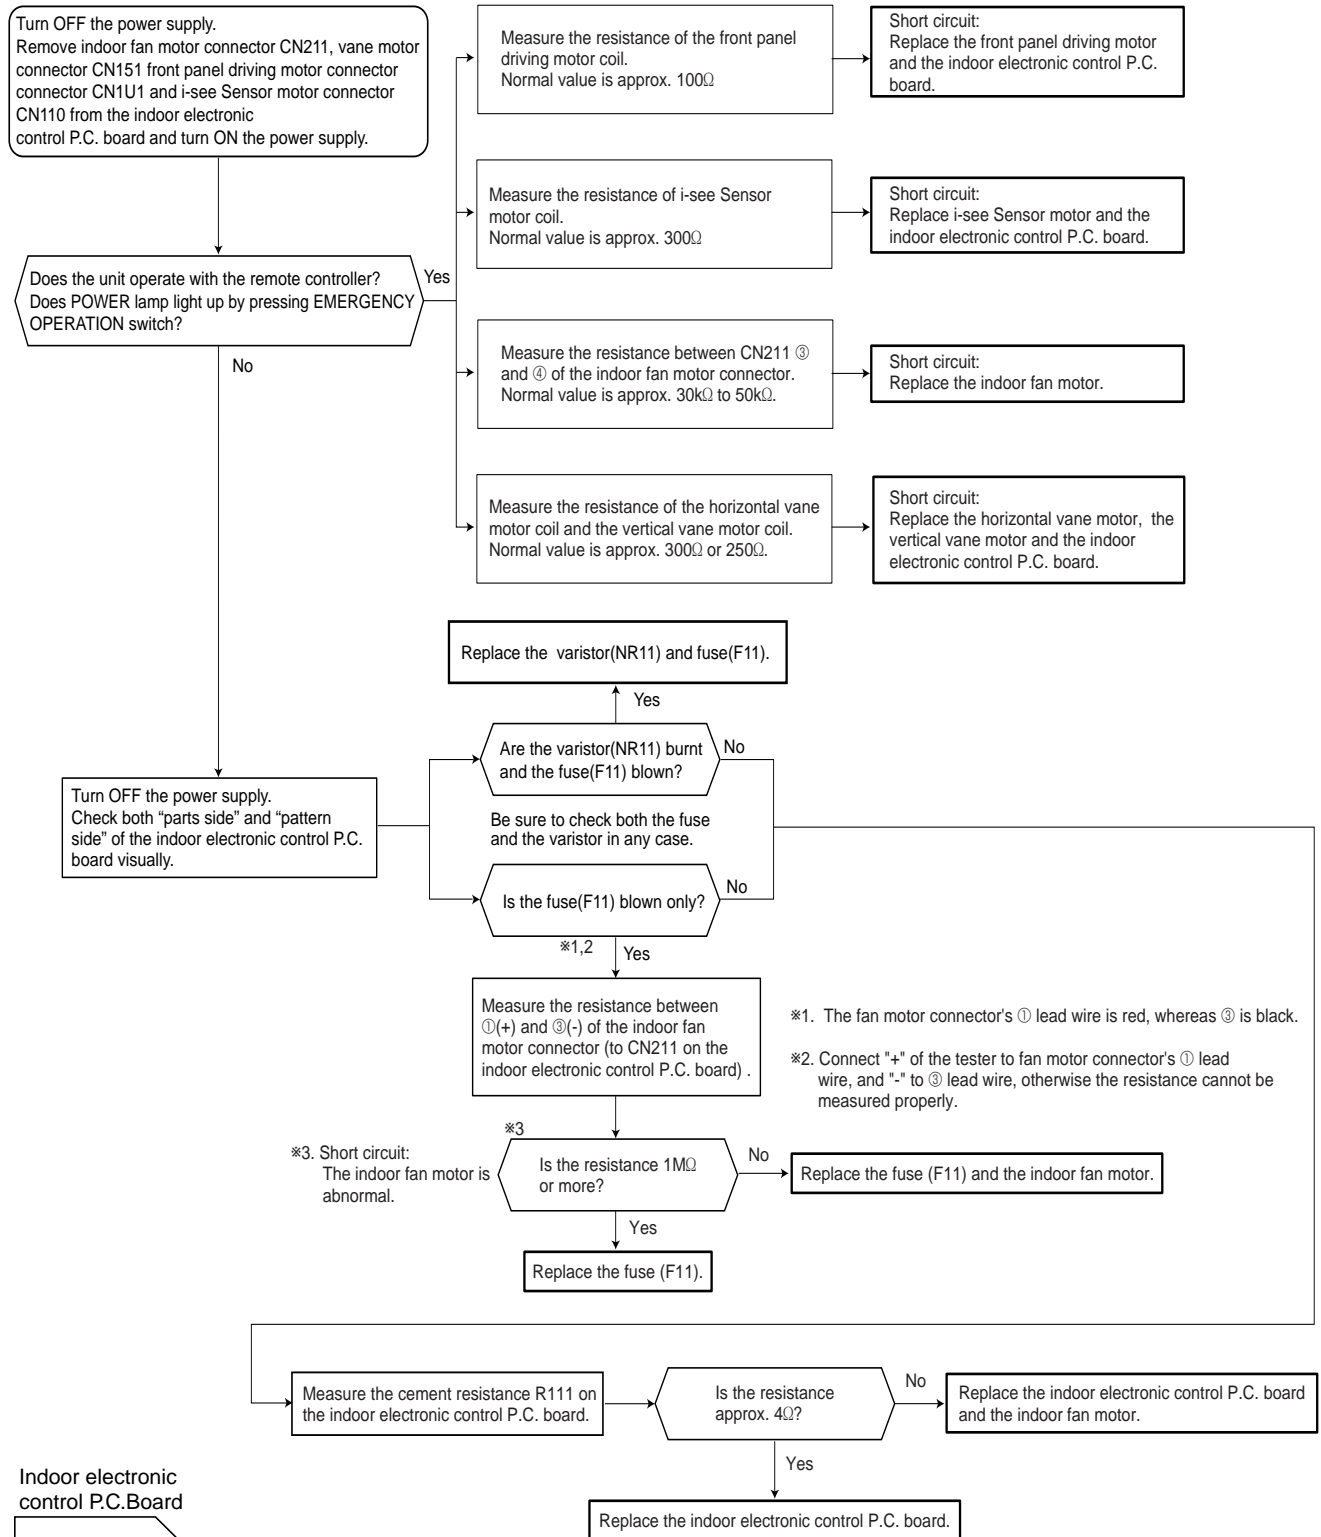 Turn OFF the power supply.
Remove indoor fan motor connector CN211, vane motor
connector CN151 front panel driving motor connector
connector CN1U1 and i-see Sensor motor connector
CN110 from the indoor electronic
control P.C. board and turn ON the power supply.
Measure the resistance of the front panel
driving motor coil.
Normal value is approx. 100Ω
Short circuit:
Replace the front panel driving motor
and the indoor electronic control P.C.
board.
Measure the resistance of i-see Sensor
motor coil.
Normal value is approx. 300Ω
Short circuit:
Replace i-see Sensor motor and the
indoor electronic control P.C. board.
Does the unit operate with the remote controller?
Does POWER lamp light up by pressing EMERGENCY
OPERATION switch?
Yes
No
Measure the resistance between CN211 ③
and ④ of the indoor fan motor connector.
Normal value is approx. 30kΩ to 50kΩ.
Short circuit:
Replace the indoor fan motor.
Measure the resistance of the horizontal vane
motor coil and the vertical vane motor coil.
Normal value is approx. 300Ω or 250Ω.
Short circuit:
Replace the horizontal vane motor, the
vertical vane motor and the indoor
electronic control P.C. board.
Replace the varistor(NR11) and fuse(F11).
Yes
Are the varistor(NR11) burnt
and the fuse(F11) blown?
No
Turn OFF the power supply.
Check both “parts side” and “pattern
side” of the indoor electronic control P.C.
board visually.
Be sure to check both the fuse
and the varistor in any case.
Is the fuse(F11) blown only?
No
※1,2
Yes
Measure the resistance between
①(+) and ③(-) of the indoor fan
motor connector (to CN211 on the
indoor electronic control P.C. board) .
※1. The fan motor connector's ① lead wire is red, whereas ③ is black.
※2. Connect "+" of the tester to fan motor connector's ① lead
wire, and "-" to ③ lead wire, otherwise the resistance cannot be
measured properly.
※3
※3. Short circuit:
The indoor fan motor is
abnormal.
Is the resistance 1MΩ
or more?
No
Replace the fuse (F11) and the indoor fan motor.
Yes
Replace the fuse (F11).
Measure the cement resistance R111 on
the indoor electronic control P.C. board.
Is the resistance
approx. 4Ω?
No
Replace the indoor electronic control P.C. board
and the indoor fan motor.
Yes
Replace the indoor electronic control P.C. board.
Indoor electronic
control P.C.Board